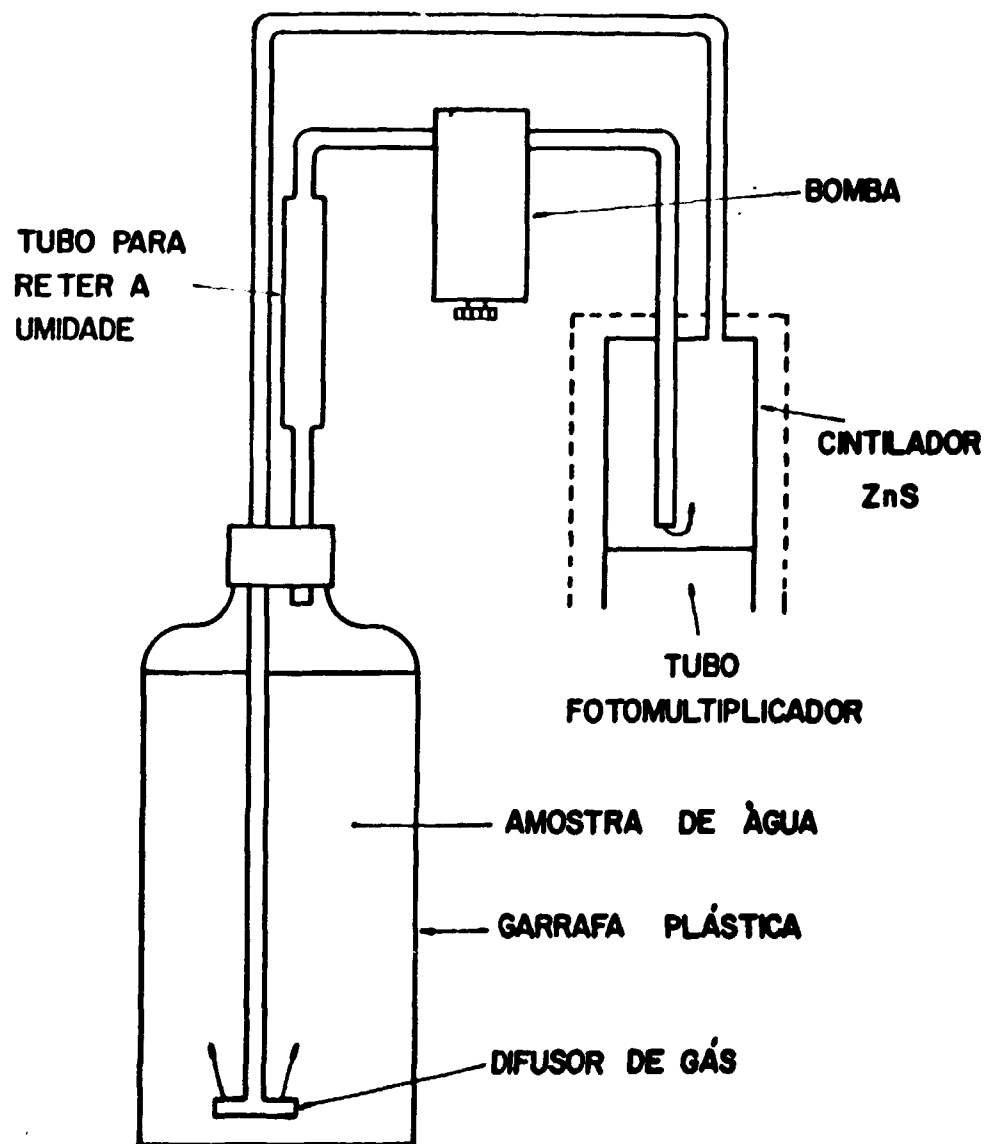 BOMBA
TUBO PARA
RETER A
UMIDADE
CINTILADOR
ZnS
TUBO
FOTOMULTIPLICADOR
AMOSTRA DE ÀGUA
GARRAFA PLÁSTICA
DIFUSOR DE GÁS